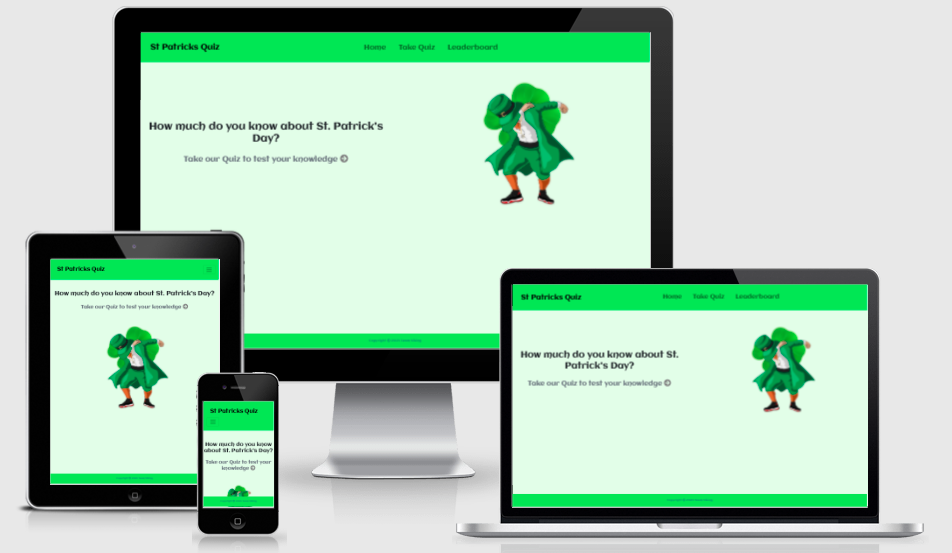 St Patricks Quiz
Home Take Quiz Leaderboard
How much do you know about St. Patrick's
Day?
Take our Quiz to test your knowledge
St Patricks Quiz
How much do you know about St. Patrick's Day?
Take our Quiz to test your knowledge
St Patricks Quiz
How much do you know
about St. Patrick's Day?
Take our Quiz to test your
knowledge
St Patricks Quiz
Home Take Quiz Leaderboard
How much do you know about St.
Patrick's Day?
Take our Quiz to test your knowledge